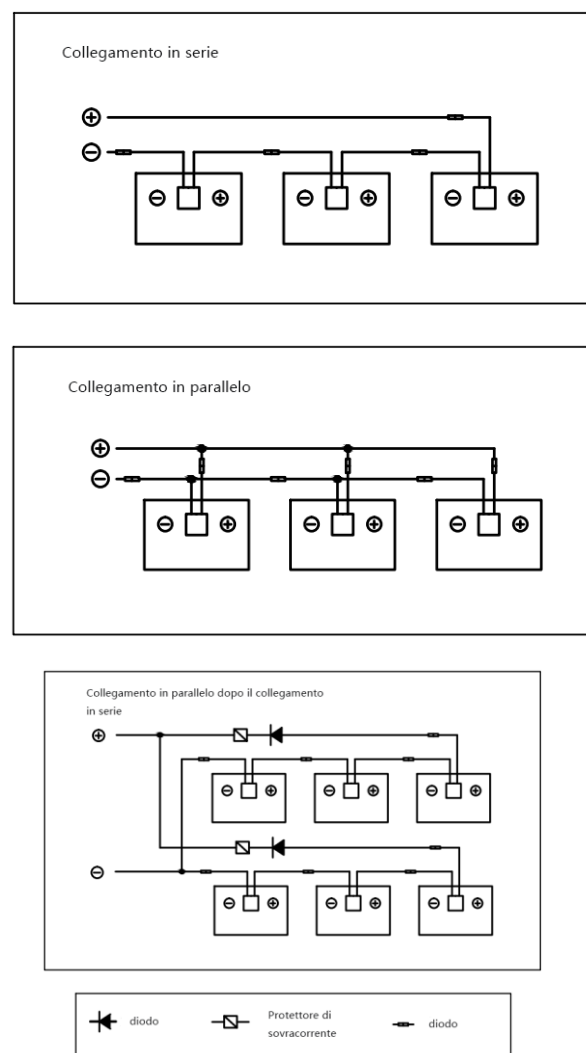 Collegamento in serie
Collegamento in parallelo
Collegamento in parallelo dopo il collegamento
in serie
diodo
Protettore di
sovracorrente
diodo